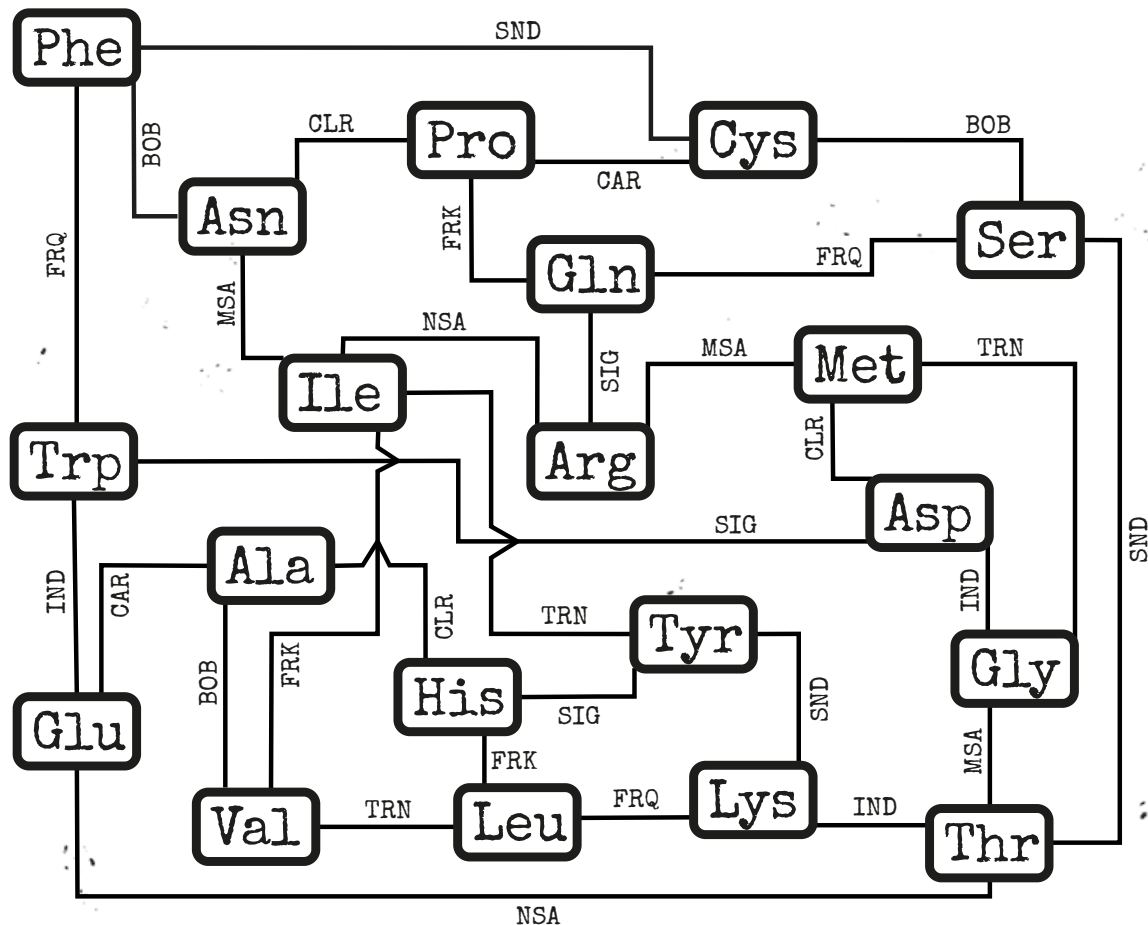 Phe
SND
BOB
CLR
Pro
Cys
BOB
CAR
Asn
FRK
Ser
FRQ
Gln
FRQ
MSA
NSA
SIG
MSA
Met
TRN
Ile
CLR
Trp
Arg
Asp
SIG
SND
IND
CAR
Ala
CLR
TRN
Tyr
IND
BOB
FRK
His
SIG
SND
Gly
Glu
FRK
MSA
Val
TRN
Leu
FRQ
Lys
IND
Thr
NSA